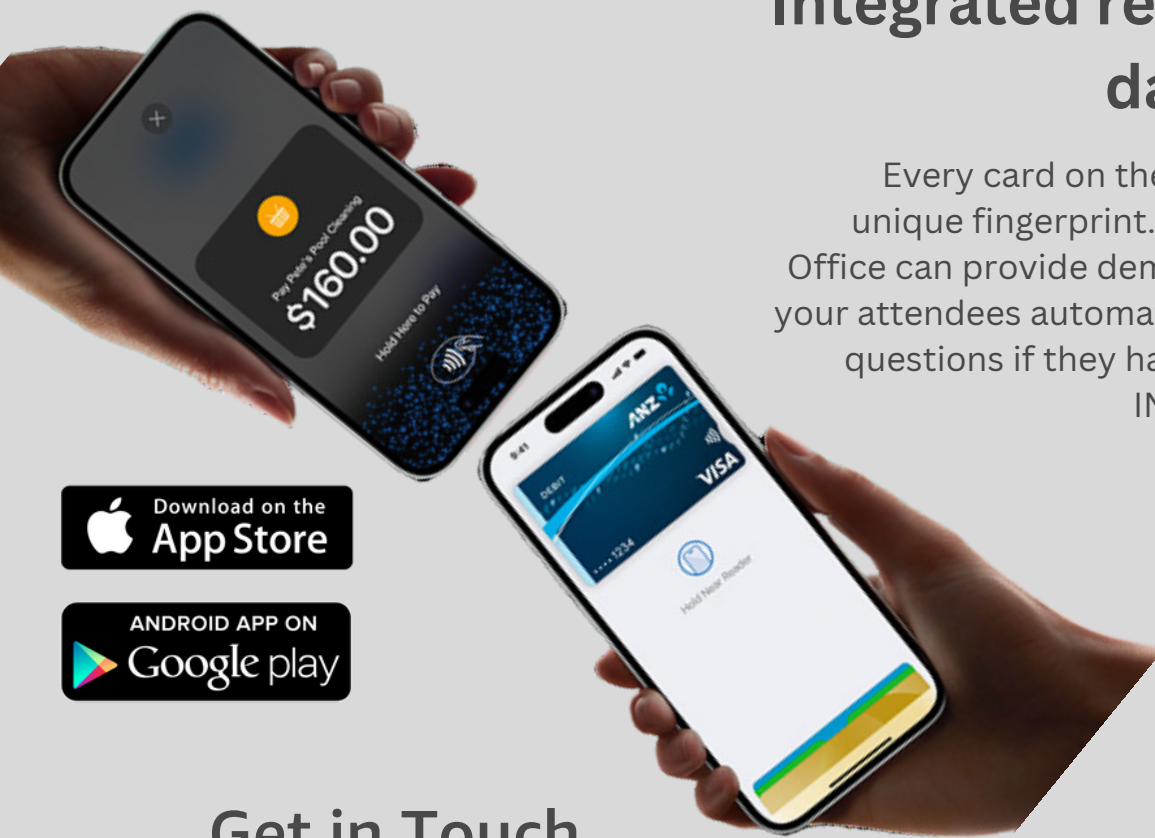 Integrated re
da
Every card on the
unique fingerprint.
Office can provide dem
your attendees automa
questions if they ha
IN
Pay Pete's Pool Cleaning
$160.00
Hold Here to Pay
9:41
ANZ
DEBIT
VISA
•••• 1234
Hold Near Reader
Download on the
App Store
ANDROID APP ON
Google play
Get in Touch